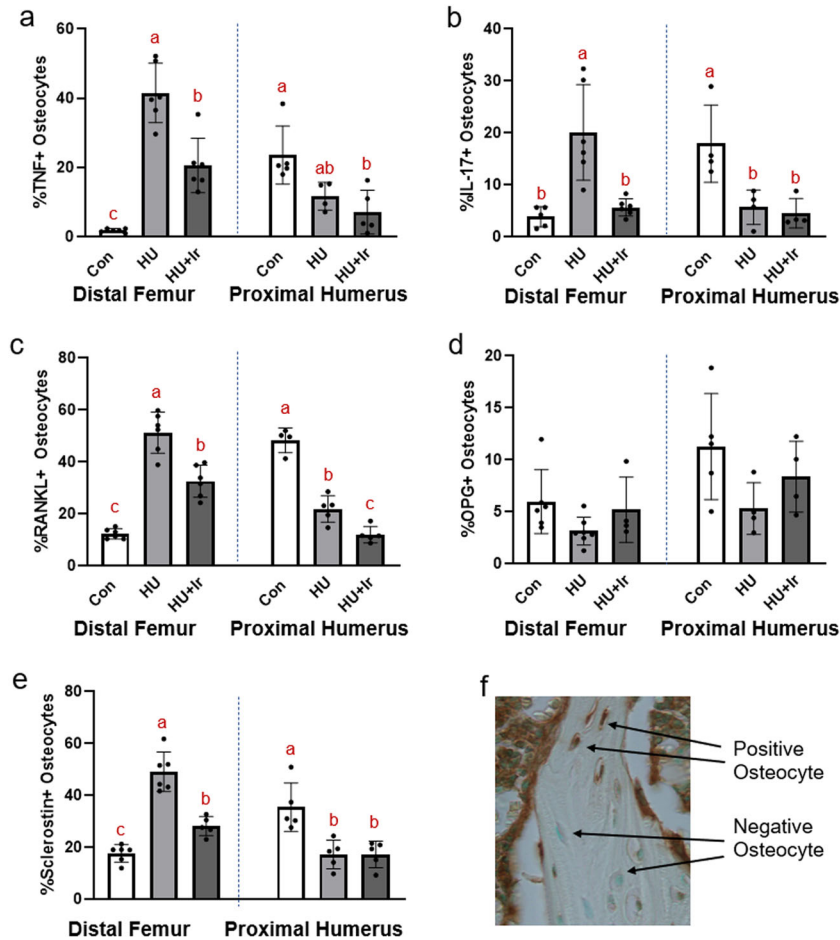 a
%TNF+ Osteocytes
60
40
20
0
a
b
c
a
ab
b
Con
HU
HU+Ir
Con
HU
HU+Ir
Distal Femur
Proximal Humerus
b
%IL-17+ Osteocytes
40
30
20
10
0
b
a
b
a
b
b
Con
HU
HU+Ir
Con
HU
HU+Ir
Distal Femur
Proximal Humerus
c
%RANKL+ Osteocytes
80
60
40
20
0
c
a
b
a
b
c
Con
HU
HU+Ir
Con
HU
HU+Ir
Distal Femur
Proximal Humerus
d
%OPG+ Osteocytes
20
15
10
5
0
Con
HU
HU+Ir
Con
HU
HU+Ir
Distal Femur
Proximal Humerus
e
%Sclerostin+ Osteocytes
80
60
40
20
0
c
a
b
a
b
b
Distal Femur
Proximal Humerus
f
Positive
Osteocyte
Negative
Osteocyte